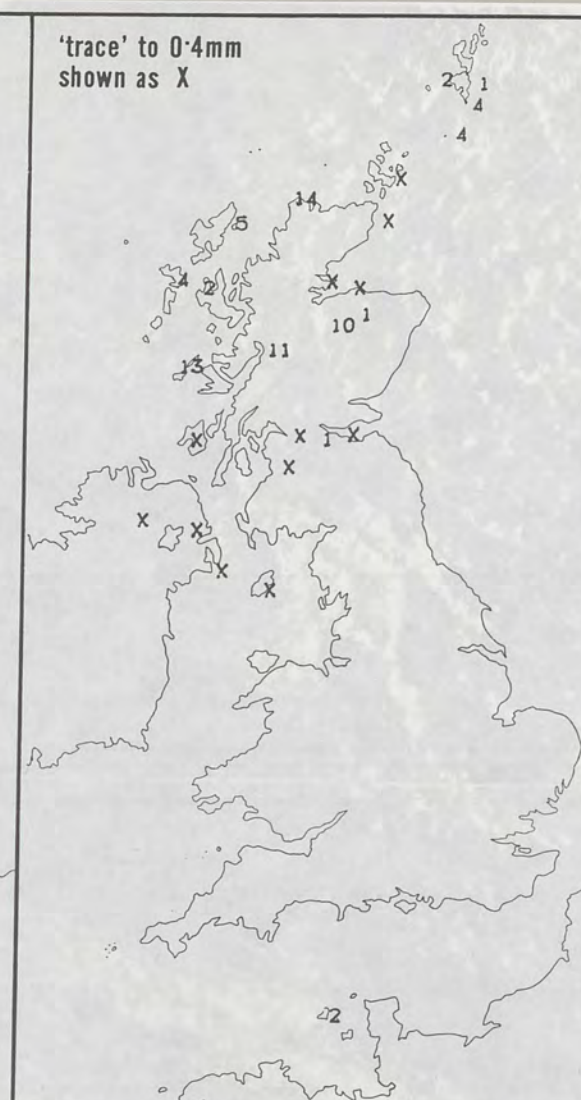 ‘trace’ to 0·4mm
shown as X
2 1
4
4
X
14
5 X
4 2 X X
10 1
11
13
X X 1 X
X
X X
X
X
2